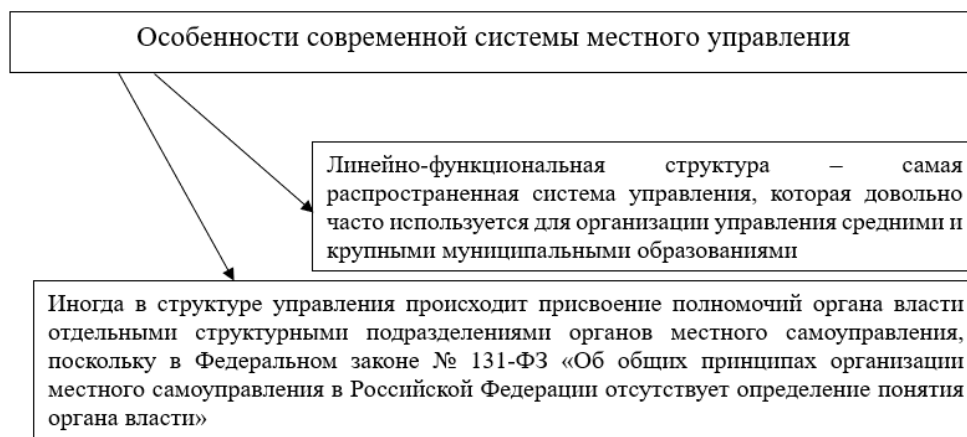 Особенности современной системы местного управления
Линейно-функциональная структура – самая
распространенная система управления, которая довольно
часто используется для организации управления средними и
крупными муниципальными образованиями
Иногда в структуре управления происходит присвоение полномочий органа власти
отдельными структурными подразделениями органов местного самоуправления,
поскольку в Федеральном законе № 131-ФЗ «Об общих принципах организации
местного самоуправления в Российской Федерации отсутствует определение понятия
органа власти»